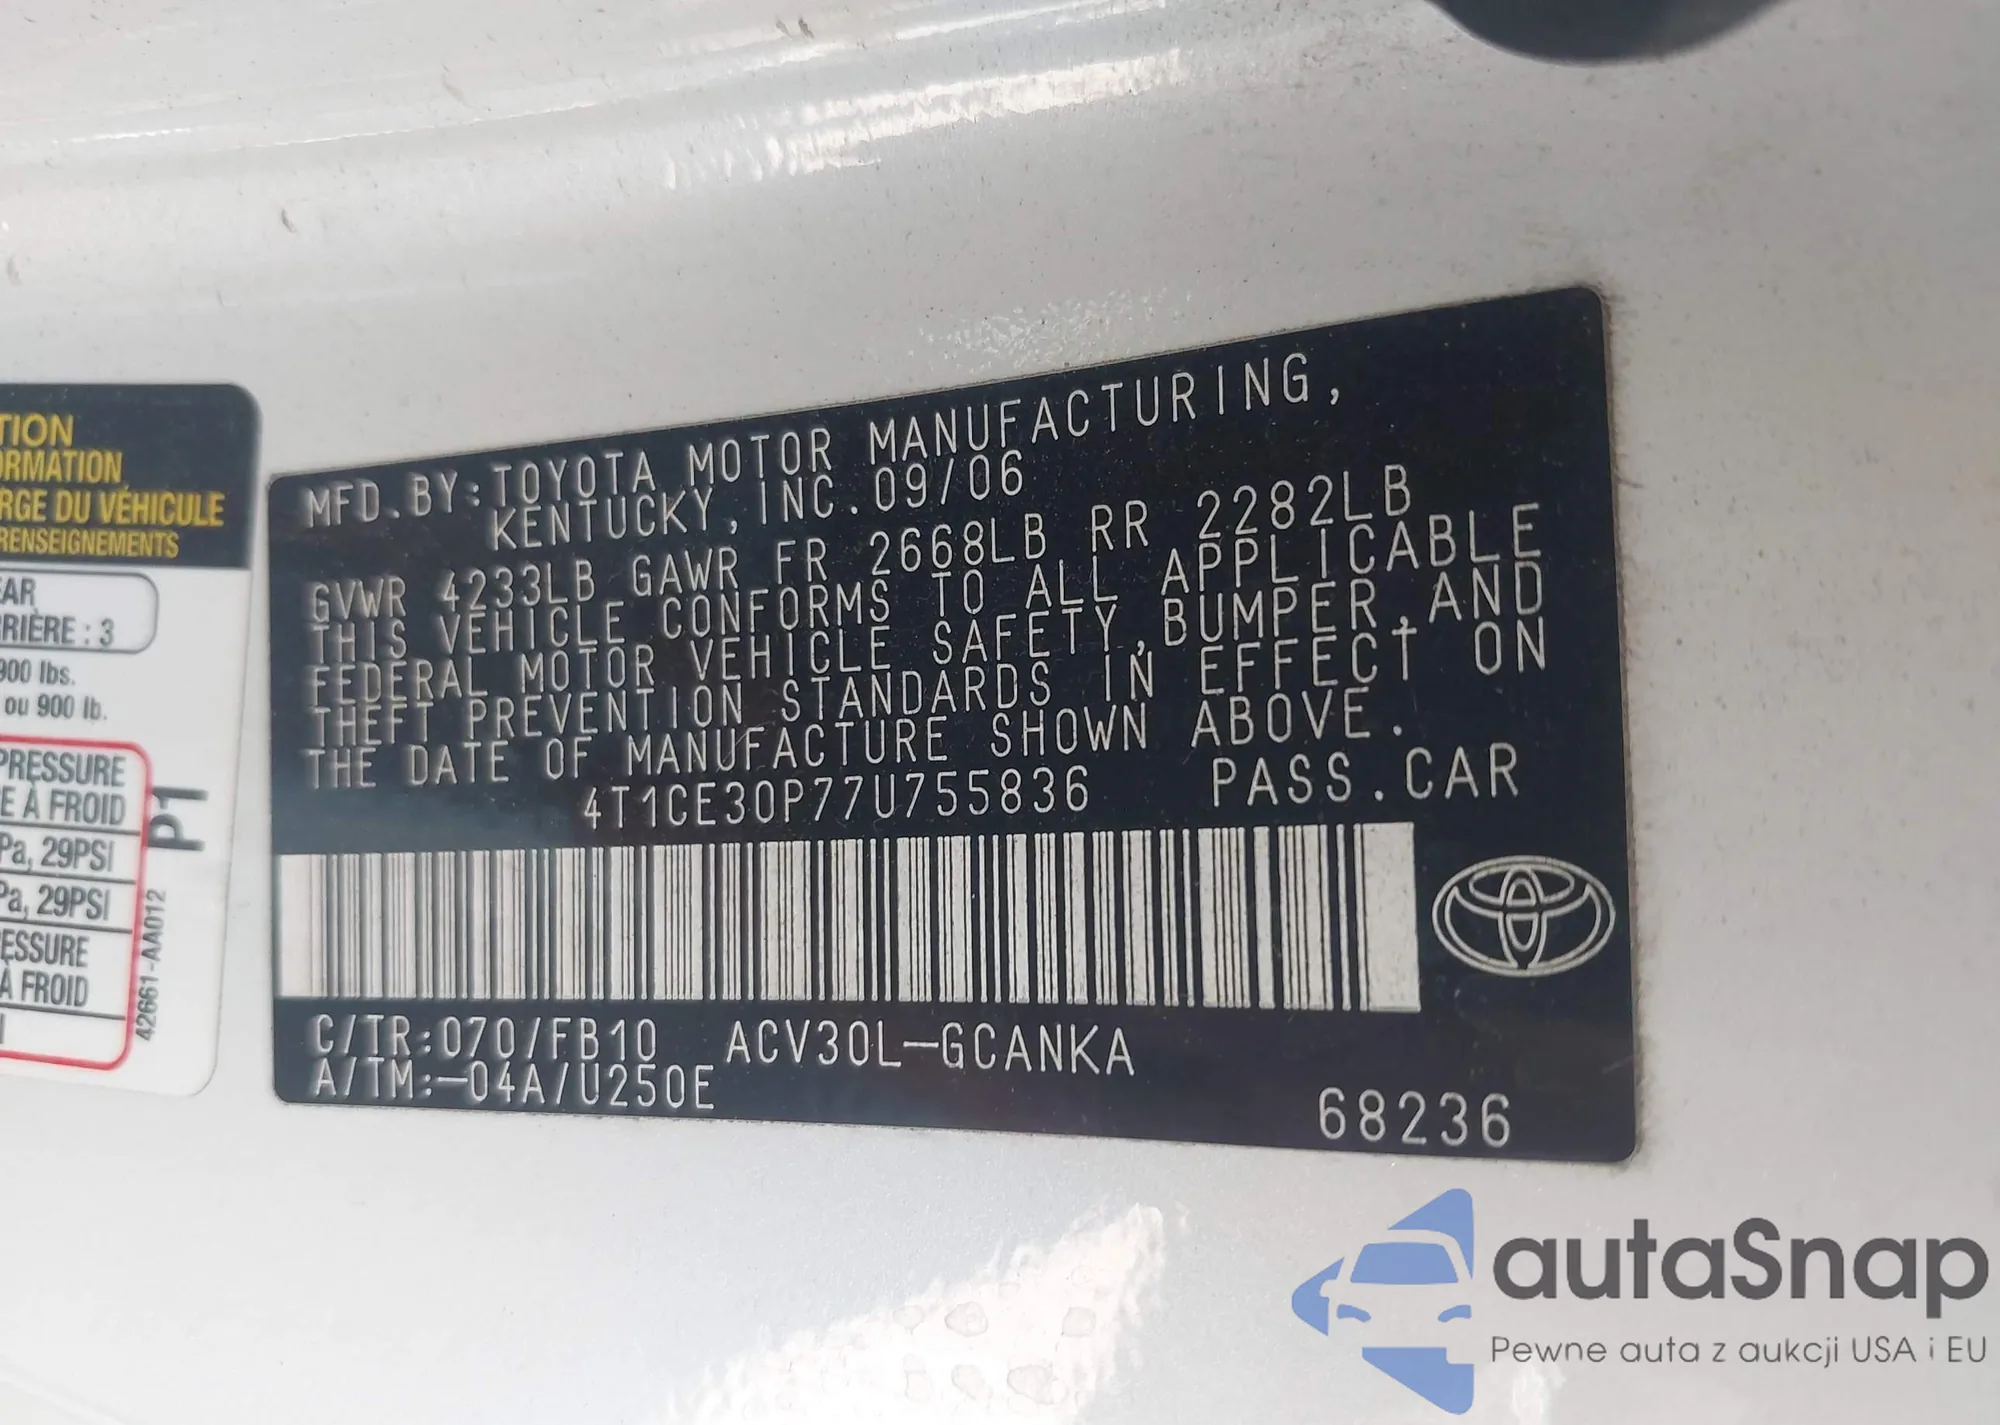 TION
ORMATION
RGE DU VÉHICULE
RENSEIGNEMENTS
EAR
RIÈRE : 3
900 lbs.
ou 900 lb.
PRESSURE
E À FROID
Pa, 29PSI
Pa, 29PSI
ESSURE
À FROID
P1
42661-AA012
MFD.BY:TOYOTA MOTOR MANUFACTURING,
KENTUCKY,INC.09/06
GVWR 4233LB GAWR FR 2668LB RR 2282LB
THIS VEHICLE CONFORMS TO ALL APPLICABLE
FEDERAL MOTOR VEHICLE SAFETY,BUMPER,AND
THEFT PREVENTION STANDARDS IN EFFECT ON
THE DATE OF MANUFACTURE SHOWN ABOVE.
4T1CE30P77U755836 PASS.CAR
C/TR:070/FB10 ACV30L-GCANKA
A/TM:-04A/U250E
68236
autaSnap
Pewne auta z aukcji USA i EU